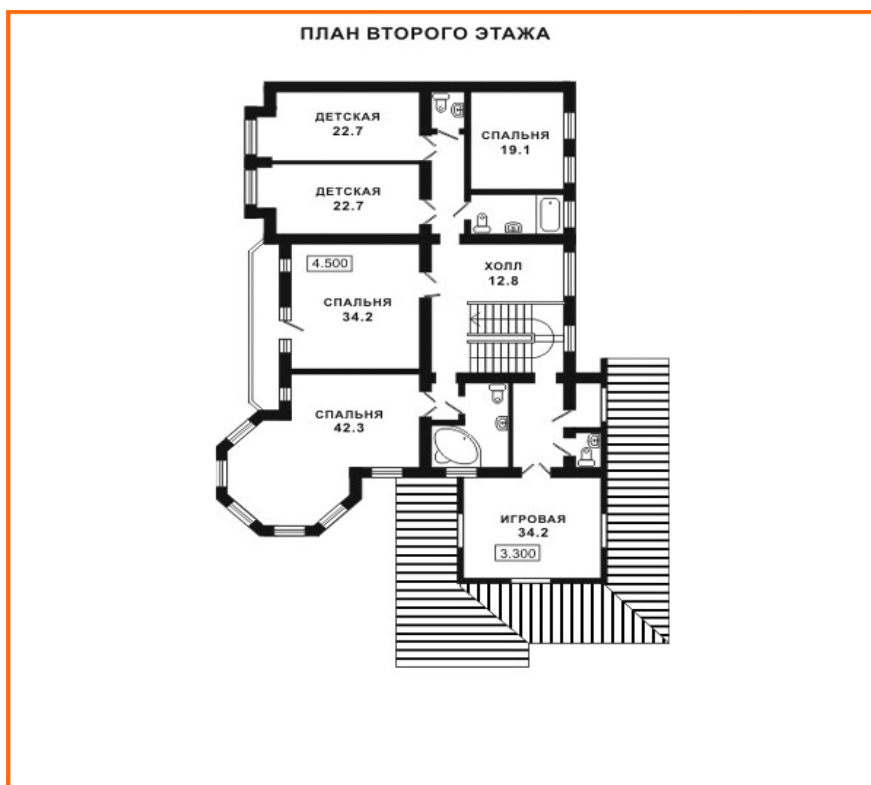 ПЛАН ВТОРОГО ЭТАЖА
ДЕТСКАЯ
22.7
СПАЛЬНЯ
19.1
ДЕТСКАЯ
22.7
4.500
ХОЛЛ
12.8
СПАЛЬНЯ
34.2
СПАЛЬНЯ
42.3
ИГРОВАЯ
34.2
3.300